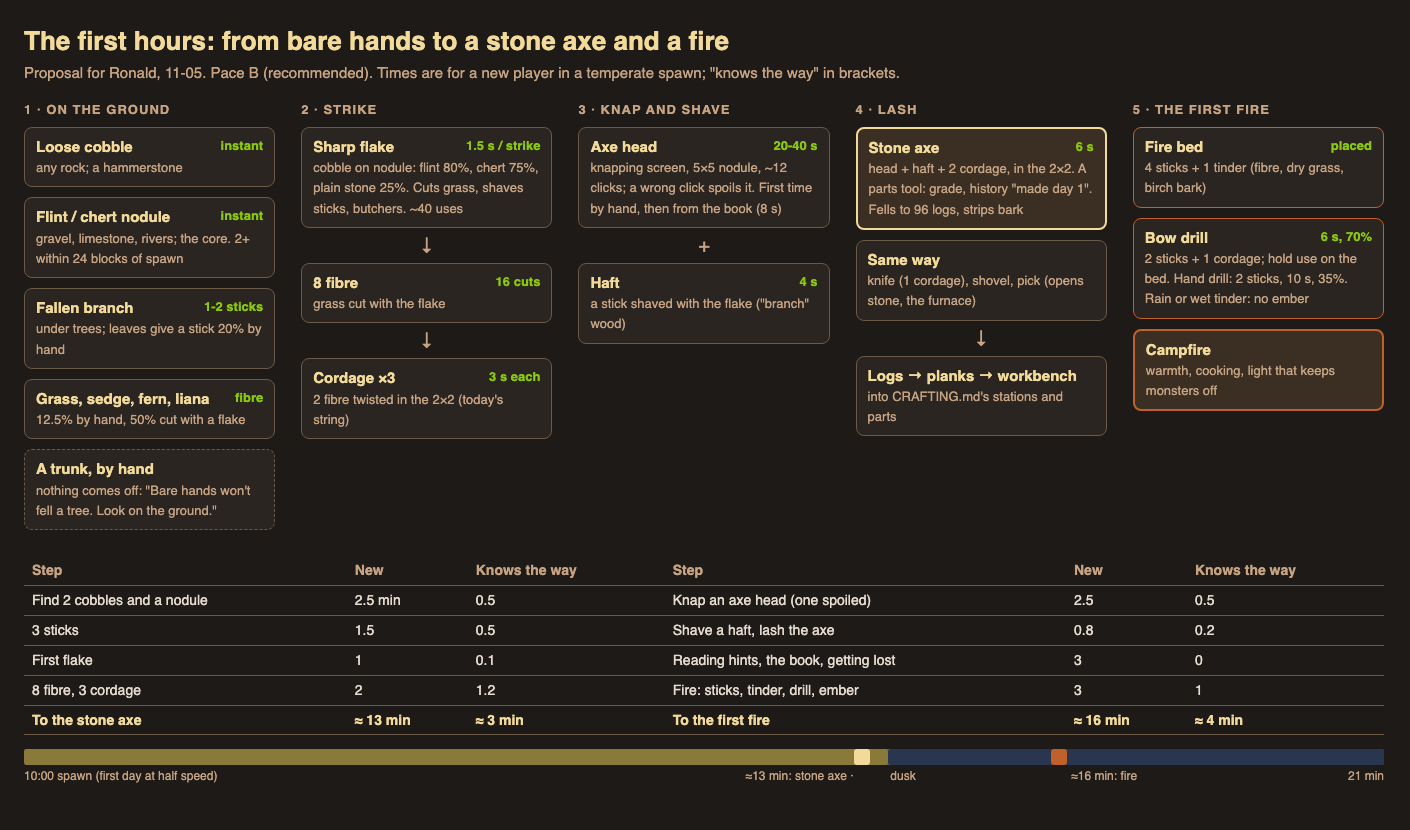 The first hours: from bare hands to a stone axe and a fire
Proposal for Ronald, 11-05. Pace B (recommended). Times are for a new player in a temperate spawn; "knows the way" in brackets.
1 · ON THE GROUND
Loose cobble instant
any rock; a hammerstone
Flint / chert nodule instant
gravel, limestone, rivers; the core. 2+
within 24 blocks of spawn
Fallen branch 1-2 sticks
under trees; leaves give a stick 20% by
hand
Grass, sedge, fern, liana fibre
12.5% by hand, 50% cut with a flake
A trunk, by hand
nothing comes off: "Bare hands won't
fell a tree. Look on the ground."
2 · STRIKE
Sharp flake 1.5 s / strike
cobble on nodule: flint 80%, chert 75%,
plain stone 25%. Cuts grass, shaves
sticks, butchers. ~40 uses
↓
8 fibre 16 cuts
grass cut with the flake
↓
Cordage ×3 3 s each
2 fibre twisted in the 2×2 (today's
string)
3 · KNAP AND SHAVE
Axe head 20-40 s
knapping screen, 5×5 nodule, ~12
clicks; a wrong click spoils it. First time
by hand, then from the book (8 s)
+
Haft 4 s
a stick shaved with the flake ("branch"
wood)
4 · LASH
Stone axe 6 s
head + haft + 2 cordage, in the 2×2. A
parts tool: grade, history "made day 1".
Fells to 96 logs, strips bark
Same way
knife (1 cordage), shovel, pick (opens
stone, the furnace)
↓
Logs → planks → workbench
into CRAFTING.md's stations and
parts
5 · THE FIRST FIRE
Fire bed placed
4 sticks + 1 tinder (fibre, dry grass,
birch bark)
Bow drill 6 s, 70%
2 sticks + 1 cordage; hold use on the
bed. Hand drill: 2 sticks, 10 s, 35%.
Rain or wet tinder: no ember
Campfire
warmth, cooking, light that keeps
monsters off
Step New Knows the way Step New Knows the way
Find 2 cobbles and a nodule 2.5 min 0.5 Knap an axe head (one spoiled) 2.5 0.5
3 sticks 1.5 0.5 Shave a haft, lash the axe 0.8 0.2
First flake 1 0.1 Reading hints, the book, getting lost 3 0
8 fibre, 3 cordage 2 1.2 Fire: sticks, tinder, drill, ember 3 1
To the stone axe ≈ 13 min ≈ 3 min To the first fire ≈ 16 min ≈ 4 min
10:00 spawn (first day at half speed) ≈13 min: stone axe · dusk ≈16 min: fire 21 min